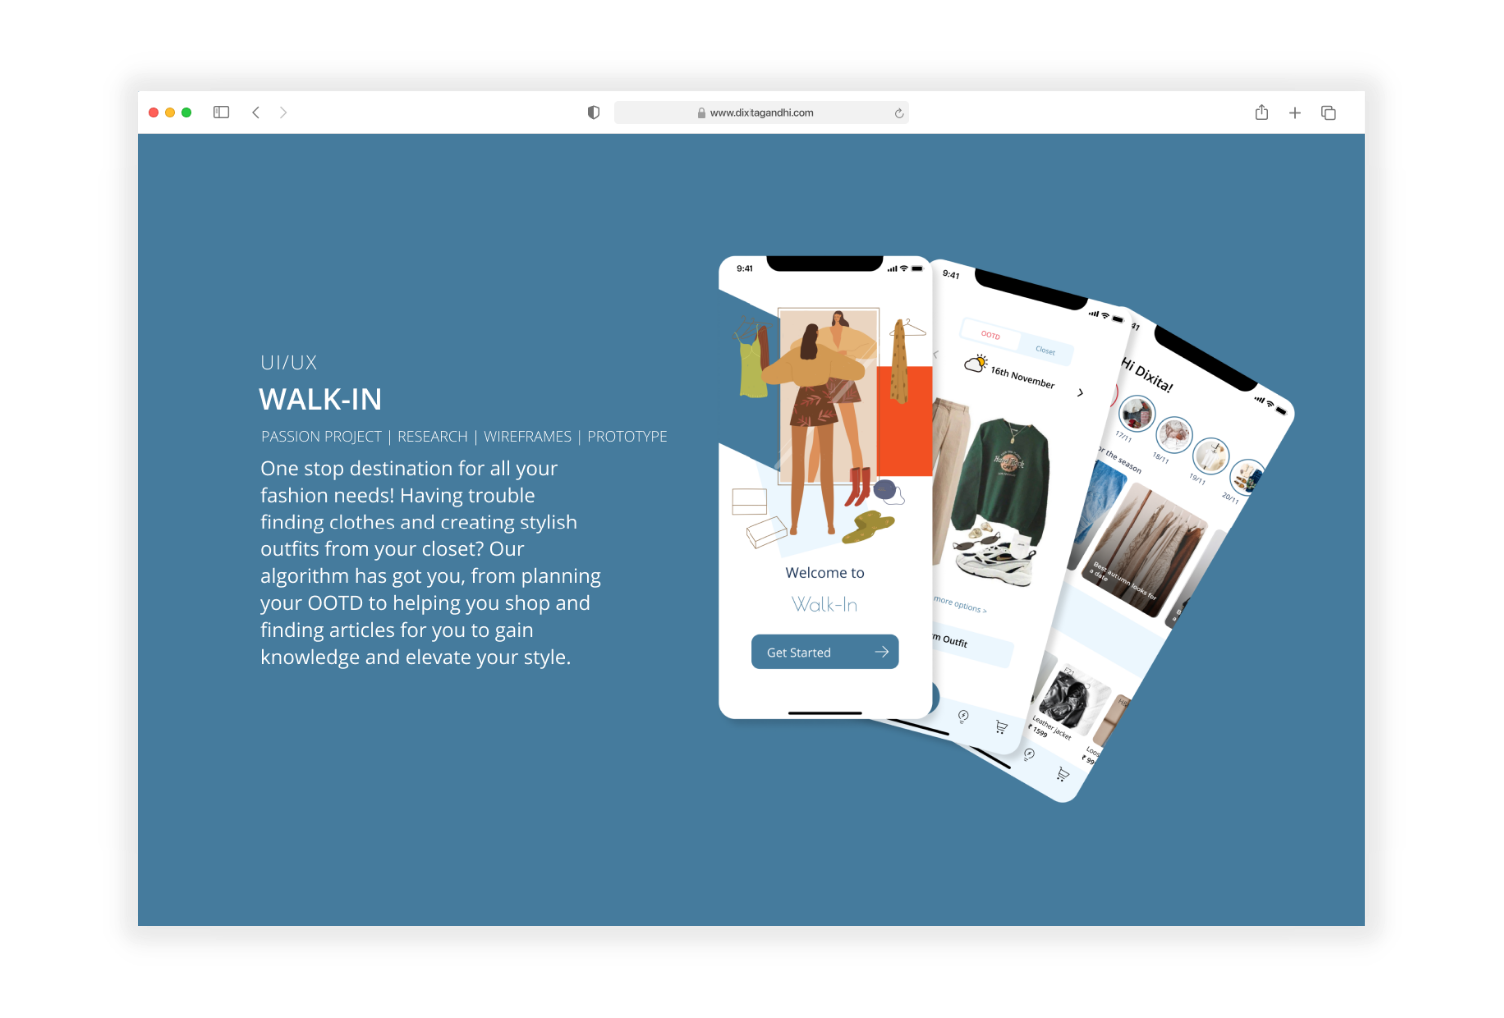 www.dixtagandhi.com
UI/UX
WALK-IN
PASSION PROJECT | RESEARCH | WIREFRAMES | PROTOTYPE
One stop destination for all your
fashion needs! Having trouble
finding clothes and creating stylish
outfits from your closet? Our
algorithm has got you, from planning
your OOTD to helping you shop and
finding articles for you to gain
knowledge and elevate your style.
9:41
Welcome to
Walk-In
Get Started
9:41
OOTD
Closet
16th November
more options >
Outfit
41
Hi Dixita!
17/11
18/11
19/11
20/11
the season
Best autumn looks for
a date
Leather jacket
₹ 1599
₹ 99